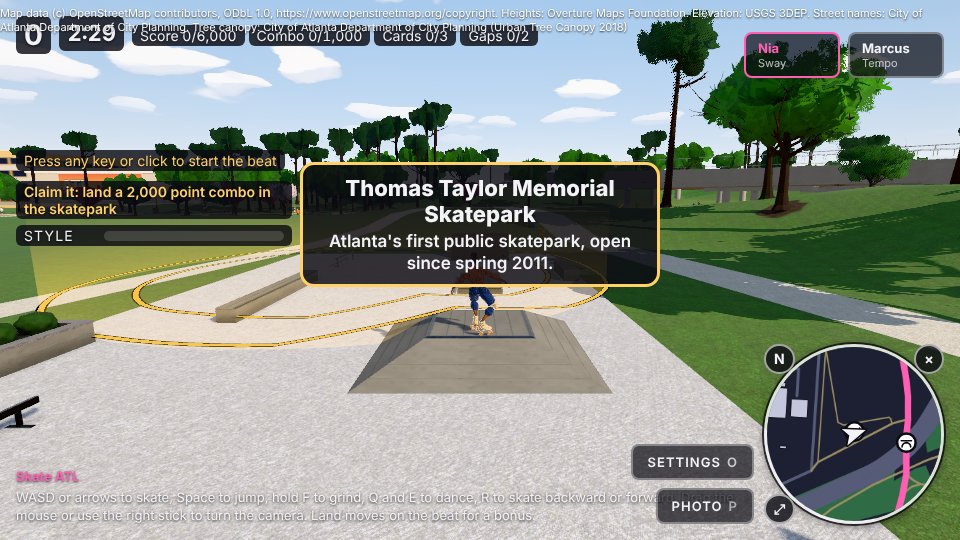 Map data (c) OpenStreetMap contributors, ODbL 1.0, https://www.openstreetmap.org/copyright. Heights: Overture Maps Foundation. Elevation: USGS 3DEP. Street names: City of
Atlanta Department of City Planning. Tree canopy: City of Atlanta Department of City Planning (Urban Tree Canopy 2018)
0
2:29
Score 0/6,000
Combo 0/1,000
Cards 0/3
Gaps 0/2
Nia
Sway
Marcus
Tempo
Press any key or click to start the beat
Claim it: land a 2,000 point combo in
the skatepark
STYLE
Thomas Taylor Memorial
Skatepark
Atlanta's first public skatepark, open
since spring 2011.
N
×
SETTINGS O
PHOTO P
Skate ATL
WASD or arrows to skate, Space to jump, hold F to grind, Q and E to dance, R to skate backward or forward. Drag the
mouse or use the right stick to turn the camera. Land moves on the beat for a bonus.